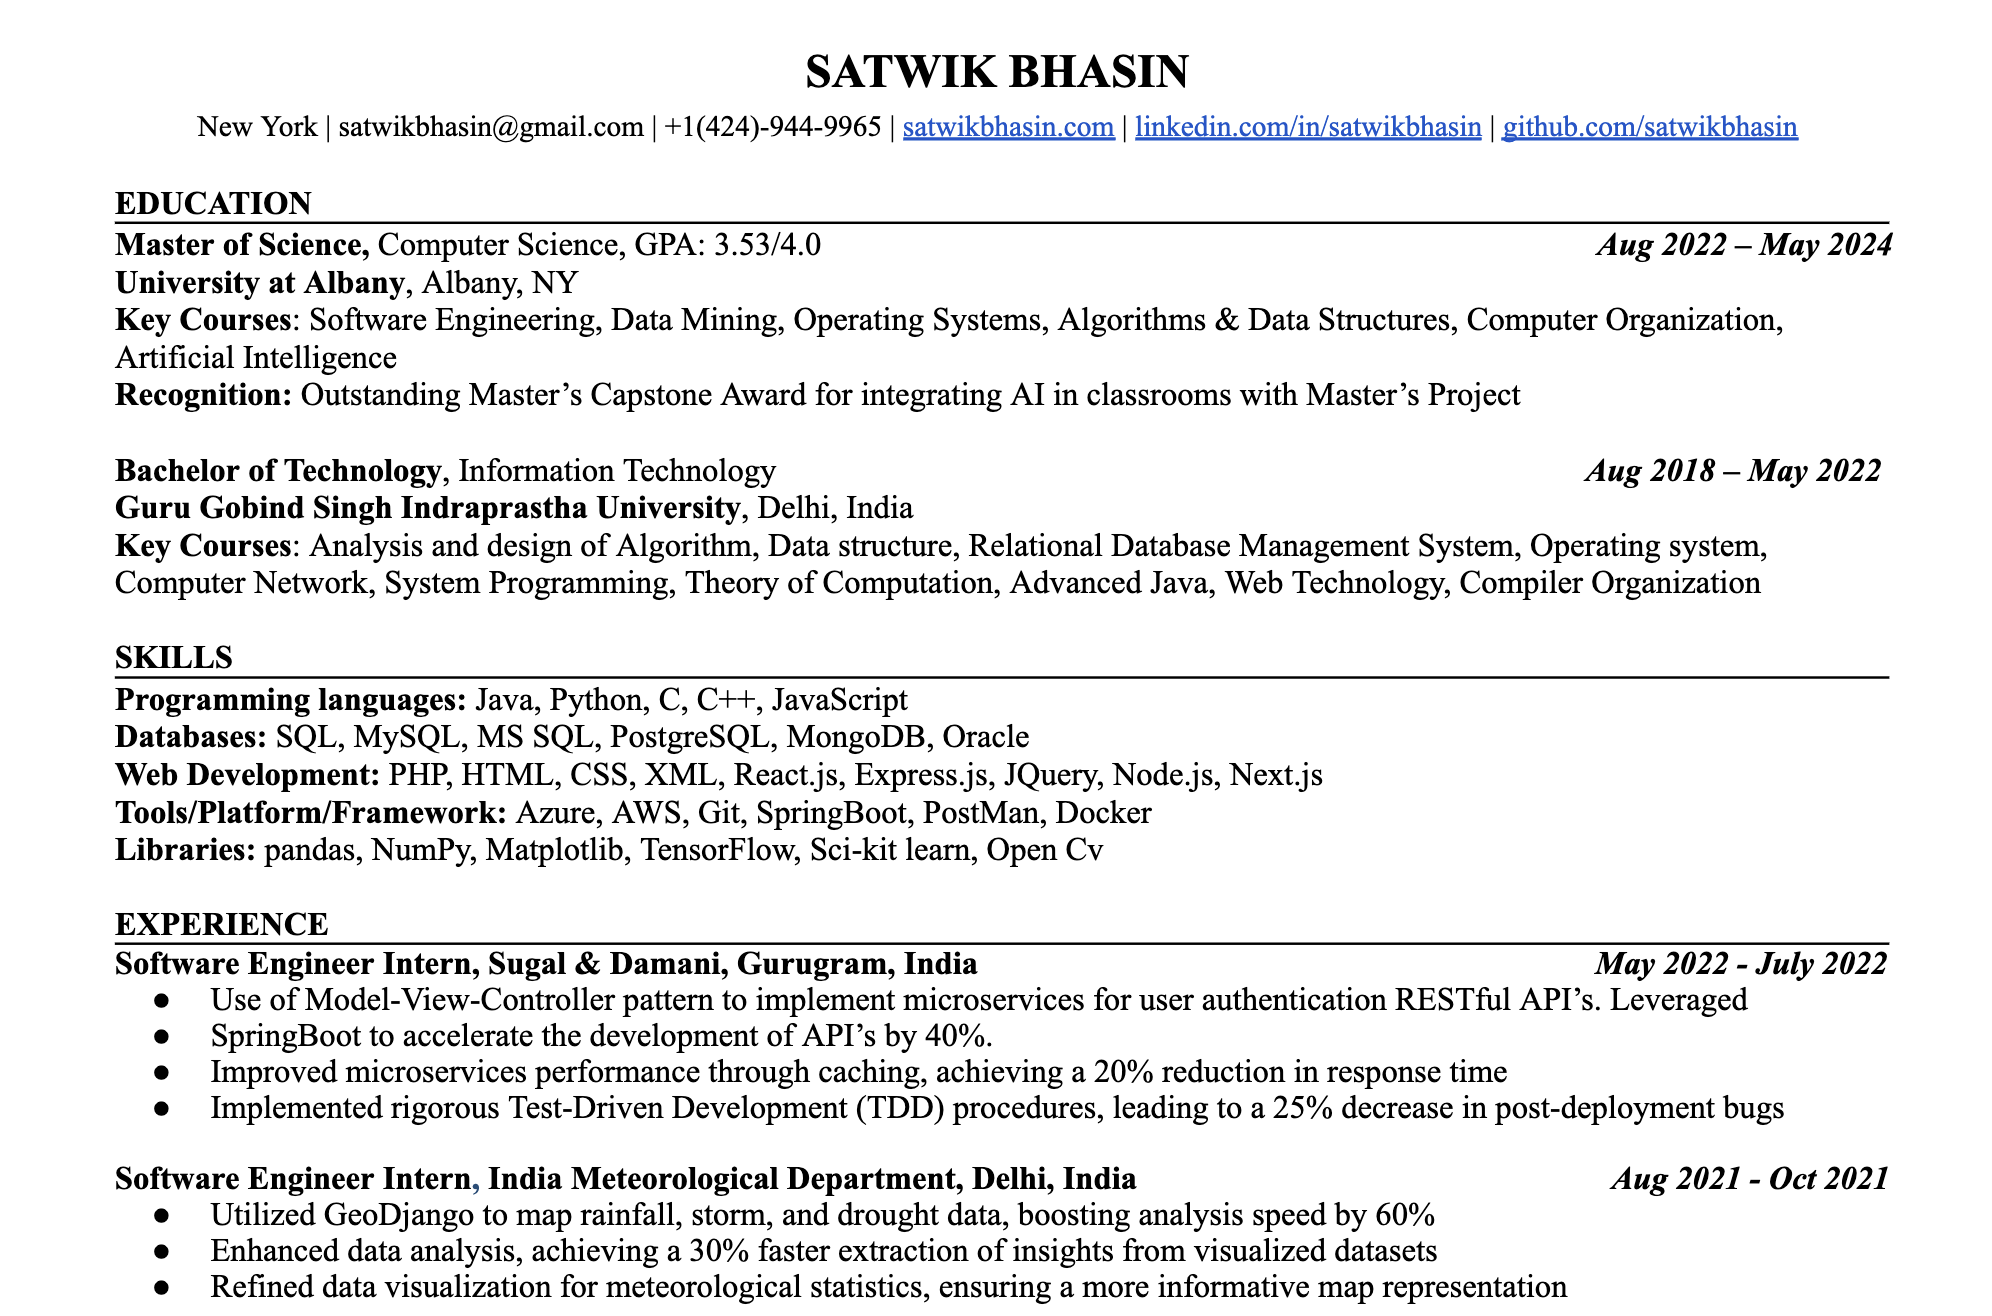 SATWIK BHASIN
New York | satwikbhasin@gmail.com | +1(424)-944-9965 | satwikbhasin.com | linkedin.com/in/satwikbhasin | github.com/satwikbhasin
EDUCATION
Master of Science, Computer Science, GPA: 3.53/4.0 Aug 2022 – May 2024
University at Albany, Albany, NY
Key Courses: Software Engineering, Data Mining, Operating Systems, Algorithms & Data Structures, Computer Organization,
Artificial Intelligence
Recognition: Outstanding Master’s Capstone Award for integrating AI in classrooms with Master’s Project
Bachelor of Technology, Information Technology Aug 2018 – May 2022
Guru Gobind Singh Indraprastha University, Delhi, India
Key Courses: Analysis and design of Algorithm, Data structure, Relational Database Management System, Operating system,
Computer Network, System Programming, Theory of Computation, Advanced Java, Web Technology, Compiler Organization
SKILLS
Programming languages: Java, Python, C, C++, JavaScript
Databases: SQL, MySQL, MS SQL, PostgreSQL, MongoDB, Oracle
Web Development: PHP, HTML, CSS, XML, React.js, Express.js, JQuery, Node.js, Next.js
Tools/Platform/Framework: Azure, AWS, Git, SpringBoot, PostMan, Docker
Libraries: pandas, NumPy, Matplotlib, TensorFlow, Sci-kit learn, Open Cv
EXPERIENCE
Software Engineer Intern, Sugal & Damani, Gurugram, India May 2022 - July 2022
● Use of Model-View-Controller pattern to implement microservices for user authentication RESTful API’s. Leveraged
● SpringBoot to accelerate the development of API’s by 40%.
● Improved microservices performance through caching, achieving a 20% reduction in response time
● Implemented rigorous Test-Driven Development (TDD) procedures, leading to a 25% decrease in post-deployment bugs
Software Engineer Intern, India Meteorological Department, Delhi, India Aug 2021 - Oct 2021
● Utilized GeoDjango to map rainfall, storm, and drought data, boosting analysis speed by 60%
● Enhanced data analysis, achieving a 30% faster extraction of insights from visualized datasets
● Refined data visualization for meteorological statistics, ensuring a more informative map representation